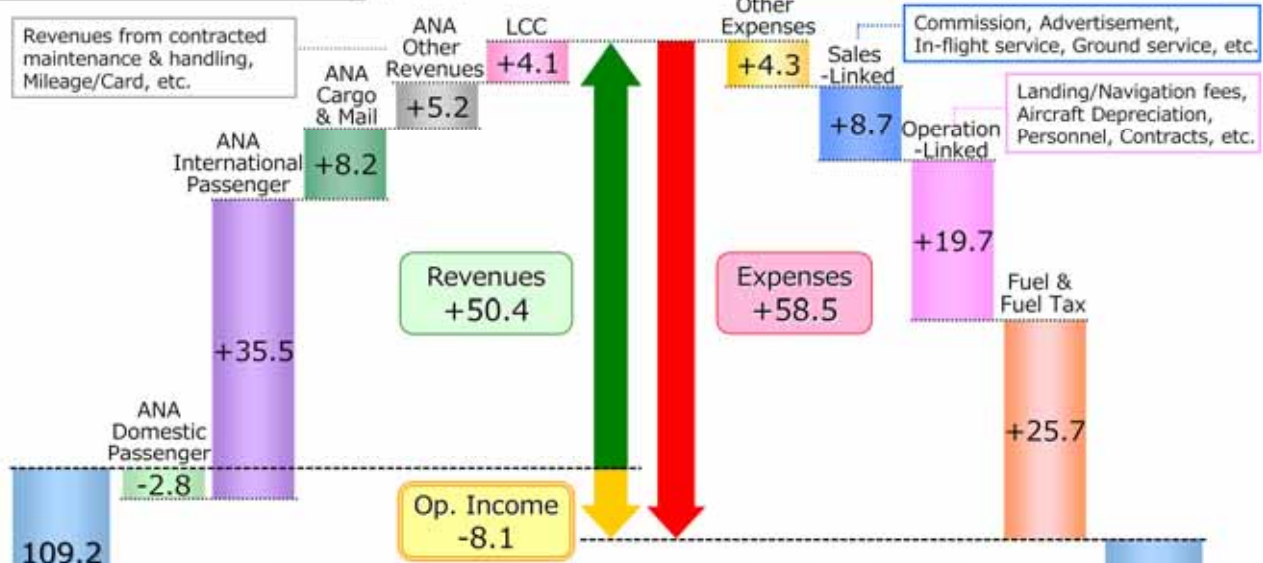 Revenues from contracted
maintenance & handling,
Mileage/Card, etc.
ANA
Other
Revenues
+5.2
LCC
+4.1
ANA
Cargo
& Mail
+8.2
ANA
International
Passenger
+35.5
ANA
Domestic
Passenger
-2.8
109.2
Revenues
+50.4
Op. Income
-8.1
Expenses
+58.5
Other
Expenses
+4.3
Sales
-Linked
+8.7
Commission, Advertisement,
In-flight service, Ground service, etc.
Operation
-Linked
+19.7
Landing/Navigation fees,
Aircraft Depreciation,
Personnel, Contracts, etc.
Fuel &
Fuel Tax
+25.7